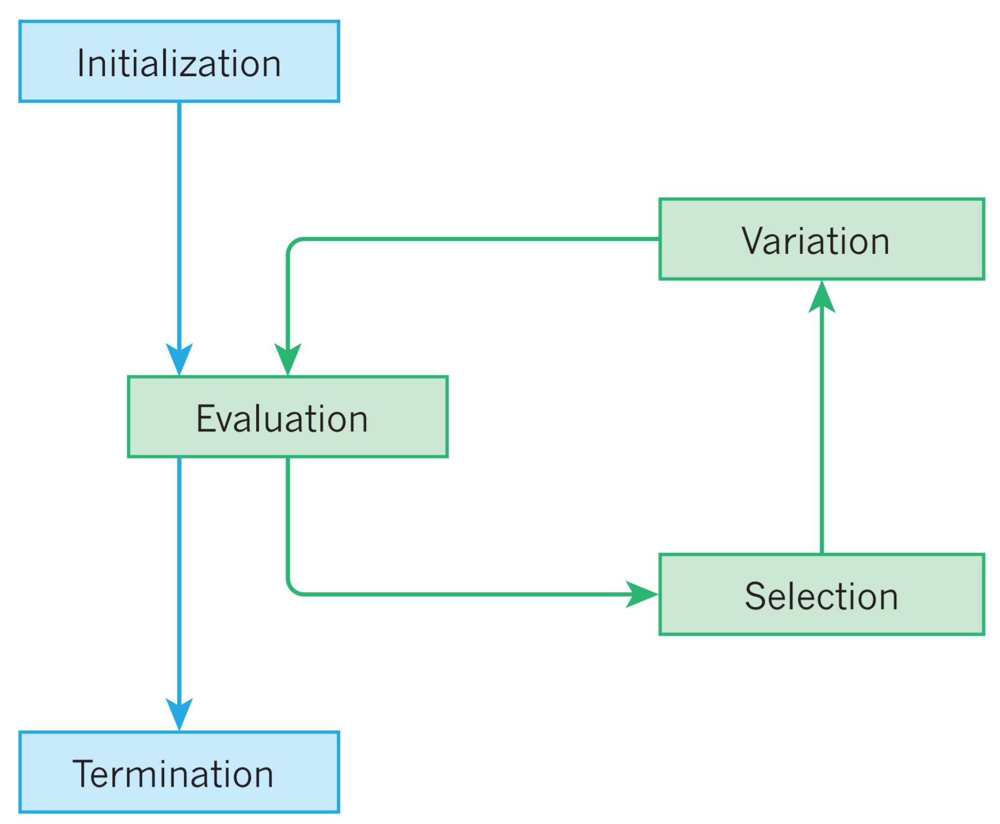 Initialization
Variation
Evaluation
Selection
Termination